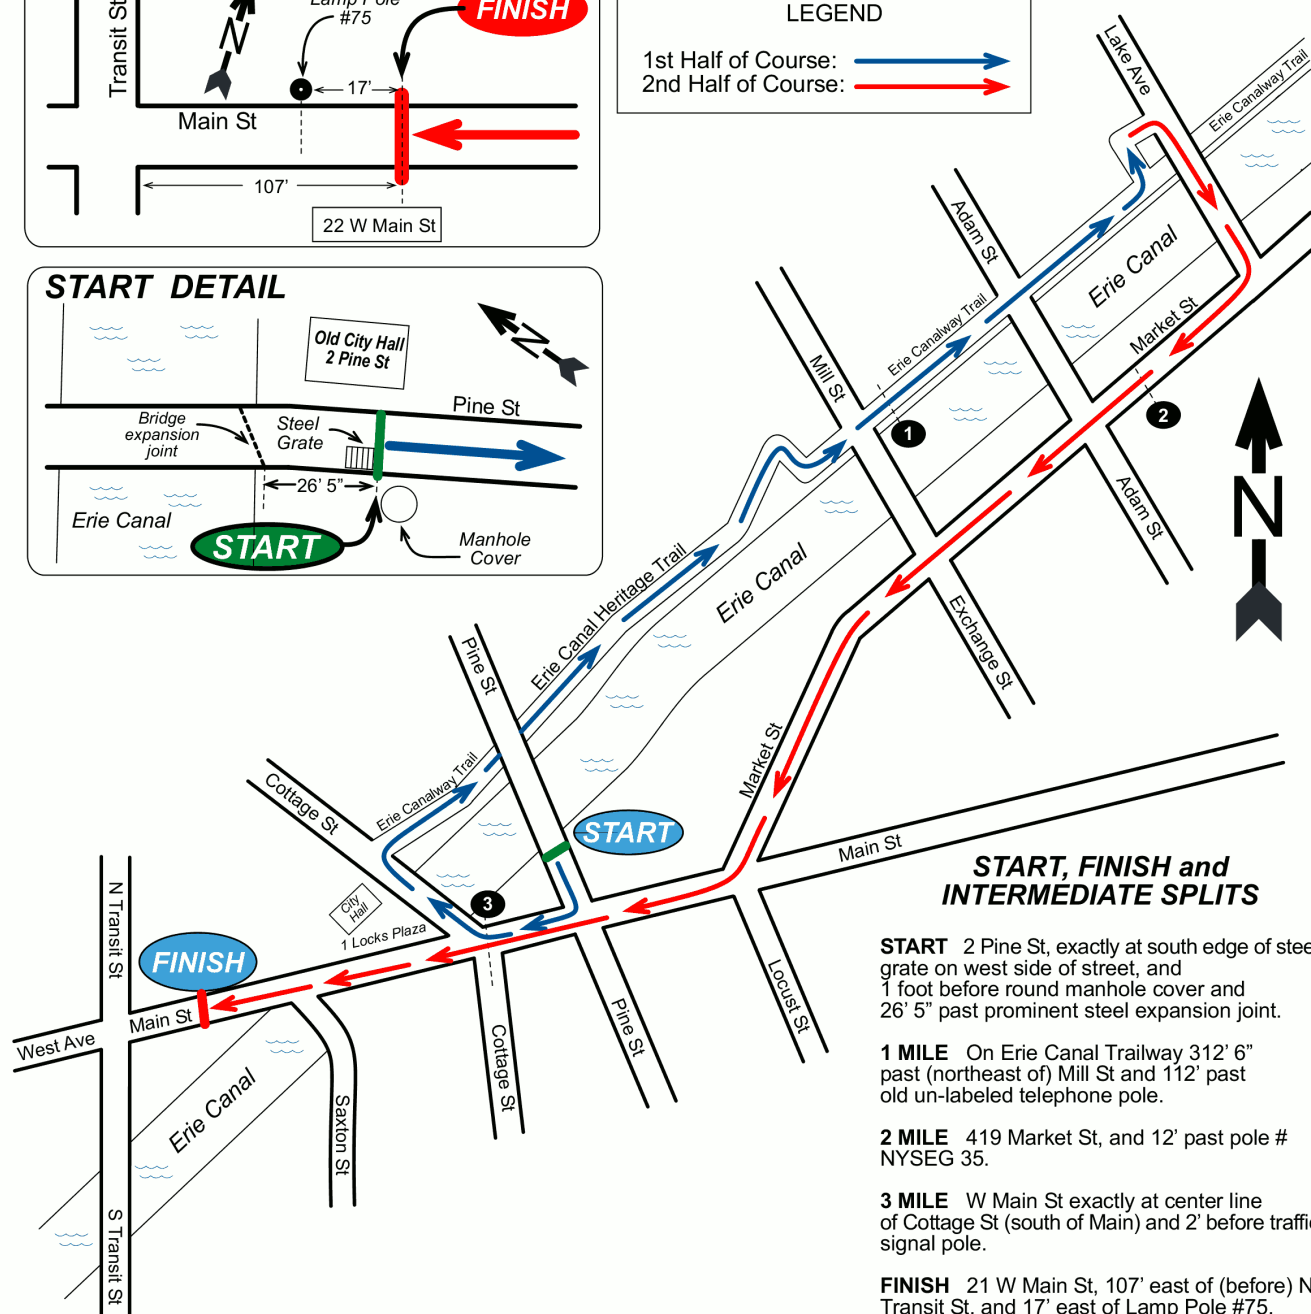 Lamp Pole
#75
FINISH
Transit St
N
17’
Main St
107’
22 W Main St
LEGEND
1st Half of Course:
2nd Half of Course:
START DETAIL
Old City Hall
2 Pine St
N
Pine St
Bridge
expansion
joint
Steel
Grate
26’ 5”
Erie Canal
START
Manhole
Cover
Lake Ave
Erie Canalway Trail
Adam St
Erie Canal
Market St
Erie Canalway Trail
Mill St
1
2
N
Adam St
Erie Canal
Erie Canal Heritage Trail
Exchange St
Pine St
Market St
Erie Canalway Trail
Cottage St
START
Main St
3
City
Hall
1 Locks Plaza
N Transit St
FINISH
Main St
West Ave
Locust St
Pine St
Cottage St
Saxton St
Erie Canal
S Transit St
START, FINISH and
INTERMEDIATE SPLITS
START 2 Pine St, exactly at south edge of stee
grate on west side of street, and
1 foot before round manhole cover and
26’ 5” past prominent steel expansion joint.
1 MILE On Erie Canal Trailway 312’ 6”
past (northeast of) Mill St and 112’ past
old un-labeled telephone pole.
2 MILE 419 Market St, and 12’ past pole #
NYSEG 35.
3 MILE W Main St exactly at center line
of Cottage St (south of Main) and 2’ before traffic
signal pole.
FINISH 21 W Main St, 107’ east of (before) N
Transit St, and 17’ east of Lamp Pole #75.